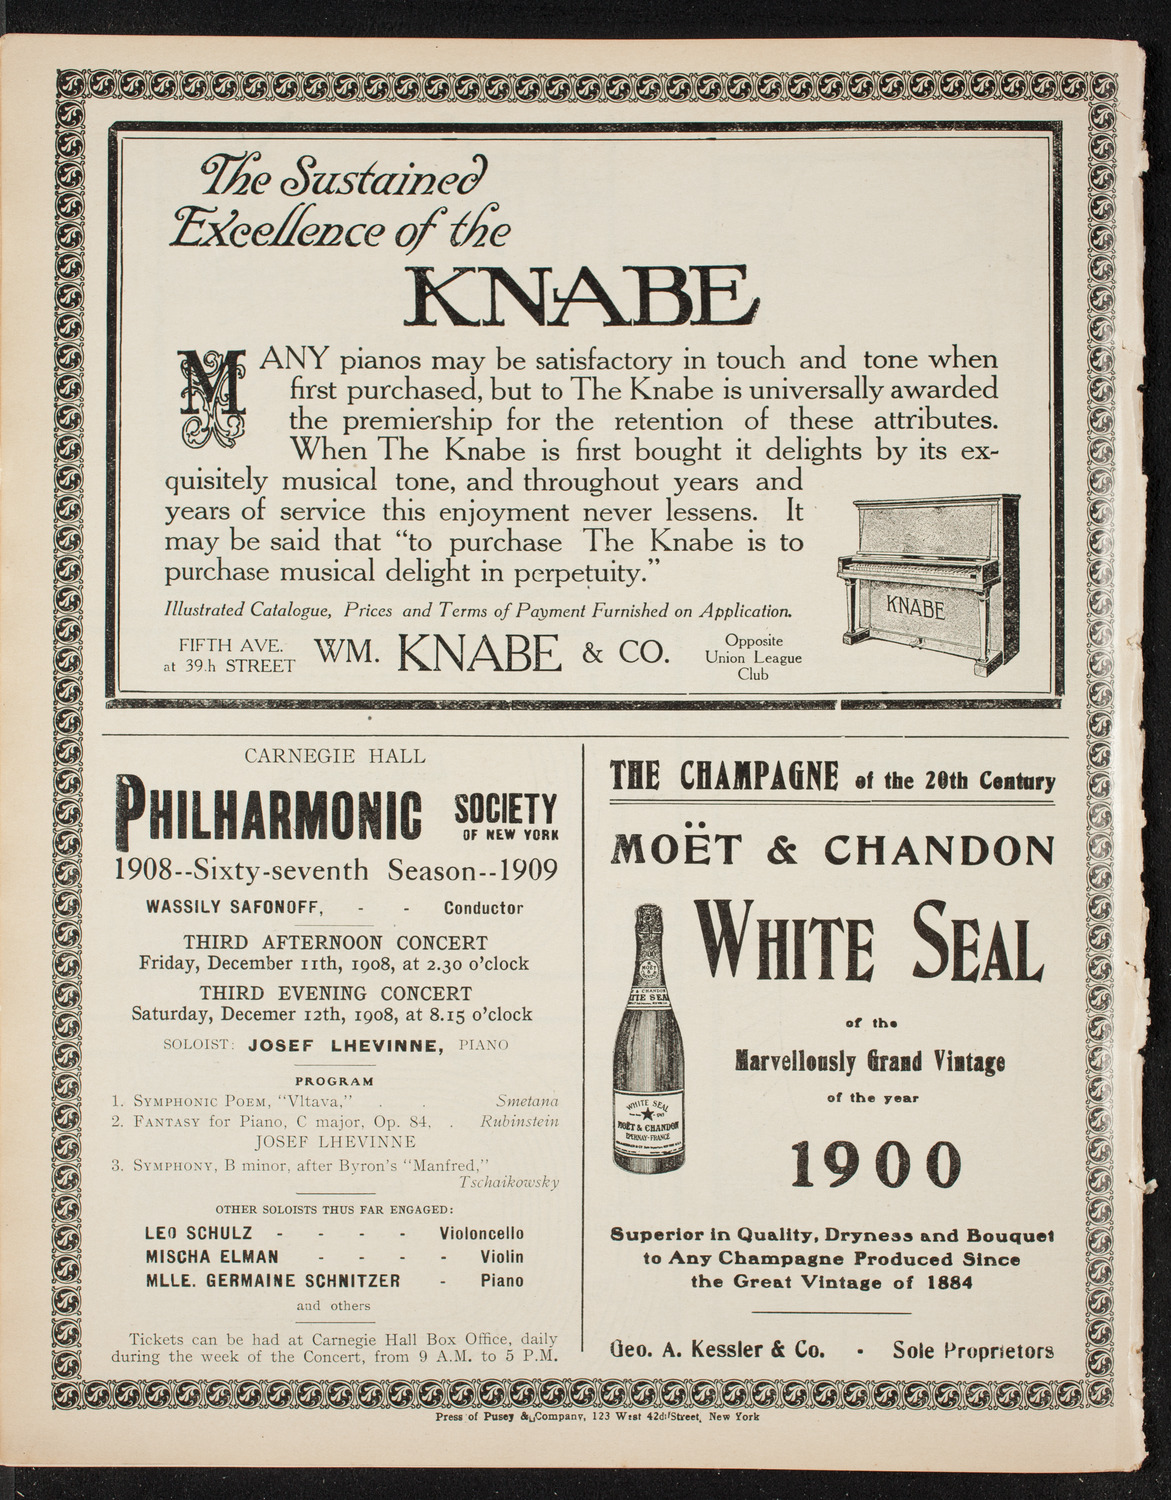 The Sustained
Excellence of the
KNABE
MANY pianos may be satisfactory in touch and tone when
first purchased, but to The Knabe is universally awarded
the premiership for the retention of these attributes.
When The Knabe is first bought it delights by its ex-
quisitely musical tone, and throughout years and
years of service this enjoyment never lessens. It
may be said that “to purchase The Knabe is to
purchase musical delight in perpetuity.”
KNABE
Illustrated Catalogue, Prices and Terms of Payment Furnished on Application.
FIFTH AVE.
at 39.h STREET
WM. KNABE & CO.
Opposite
Union League
Club
CARNEGIE HALL
PHILHARMONIC SOCIETY
OF NEW YORK
1908--Sixty-seventh Season--1909
WASSILY SAFONOFF, - - Conductor
THIRD AFTERNOON CONCERT
Friday, December 11th, 1908, at 2.30 o'clock
THIRD EVENING CONCERT
Saturday, Decemer 12th, 1908, at 8.15 o'clock
SOLOIST: JOSEF LHEVINNE, PIANO
PROGRAM
1. SYMPHONIC POEM, “Vltava,” . . Smetana
2. FANTASY for Piano, C major, Op. 84, . Rubinstein
JOSEF LHEVINNE
3. SYMPHONY, B minor, after Byron's “Manfred,”
Tschaikowsky
OTHER SOLOISTS THUS FAR ENGAGED:
LEO SCHULZ - - - - Violoncello
MISCHA ELMAN - - - - Violin
MLLE. GERMAINE SCHNITZER - Piano
and others
Tickets can be had at Carnegie Hall Box Office, daily
during the week of the Concert, from 9 A.M. to 5 P.M.
THE CHAMPAGNE of the 20th Century
MOËT & CHANDON
WHITE SEAL
of the
Marvellously Grand Vintage
of the year
1900
WHITE SEAL
MOËT & CHANDON
EPERNAY-FRANCE
Superior in Quality, Dryness and Bouquet
to Any Champagne Produced Since
the Great Vintage of 1884
Geo. A. Kessler & Co. - Sole Proprietors
Press of Pusey & Company, 123 West 42d Street, New York